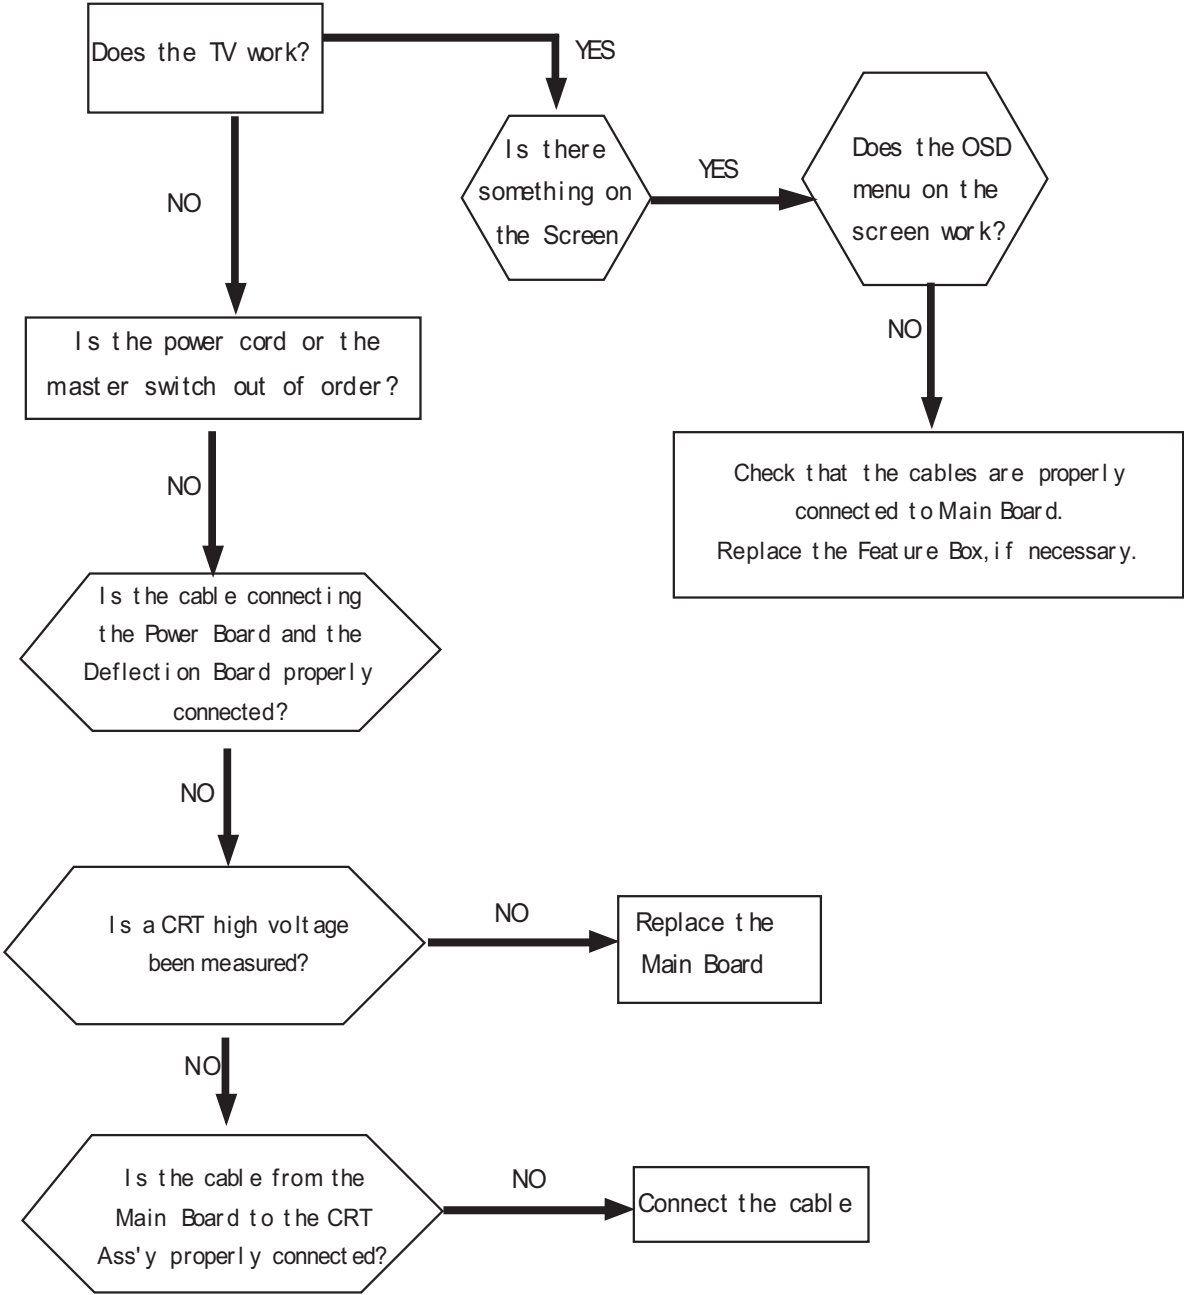 Does the TV work?
YES
Is there
something on
the Screen
YES
Does the OSD
menu on the
screen work?
NO
NO
Is the power cord or the
master switch out of order?
Check that the cables are properly
connected to Main Board.
Replace the Feature Box, if necessary.
NO
Is the cable connecting
the Power Board and the
Deflection Board properly
connected?
NO
Is a CRT high voltage
been measured?
NO
Replace the
Main Board
NO
Is the cable from the
Main Board to the CRT
Ass'y properly connected?
NO
Connect the cable